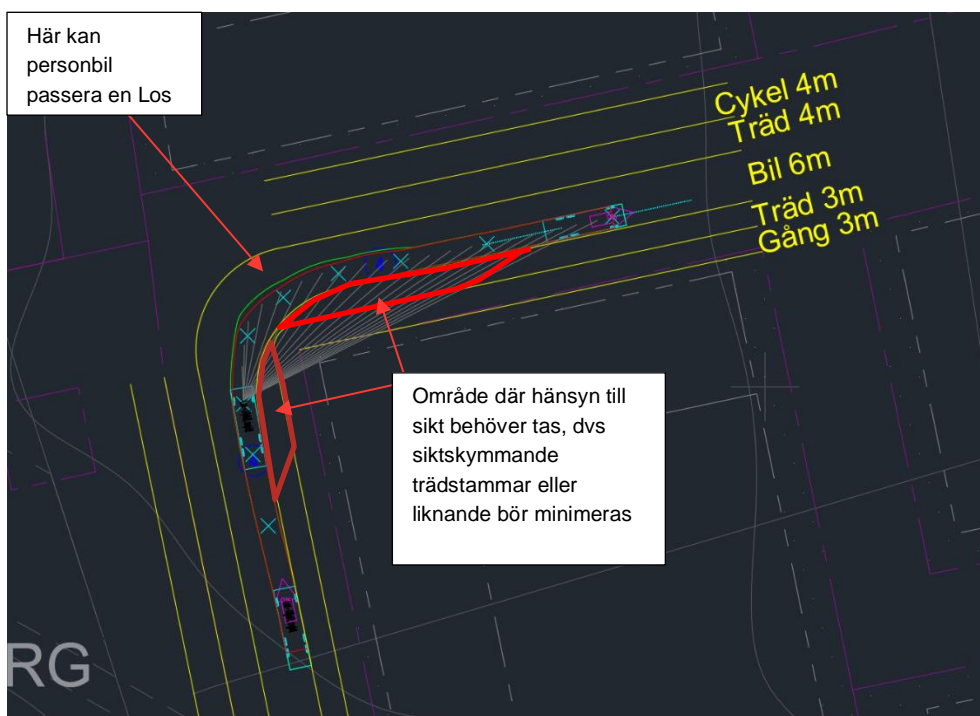 Här kan
personbil
passera en Los
Cykel 4m
Träd 4m
Bil 6m
Träd 3m
Gång 3m
Område där hänsyn till
sikt behöver tas, dvs
siktskymmande
trädstammar eller
liknande bör minimeras
RG